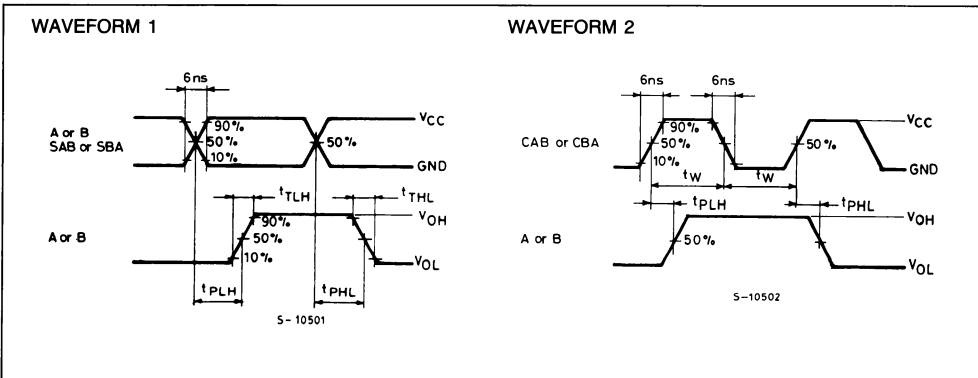 WAVEFORM 1
6ns
A or B
SAB or SBA
90%
50%
10%
50%
VCC
GND
tTLH
tTHL
A or B
90%
50%
10%
VOH
VOL
tPLH
tPHL
S-10501
WAVEFORM 2
6ns
6ns
CAB or CBA
90%
50%
10%
50%
VCC
GND
tW
tW
tPLH
tPHL
A or B
50%
VOH
VOL
S-10502